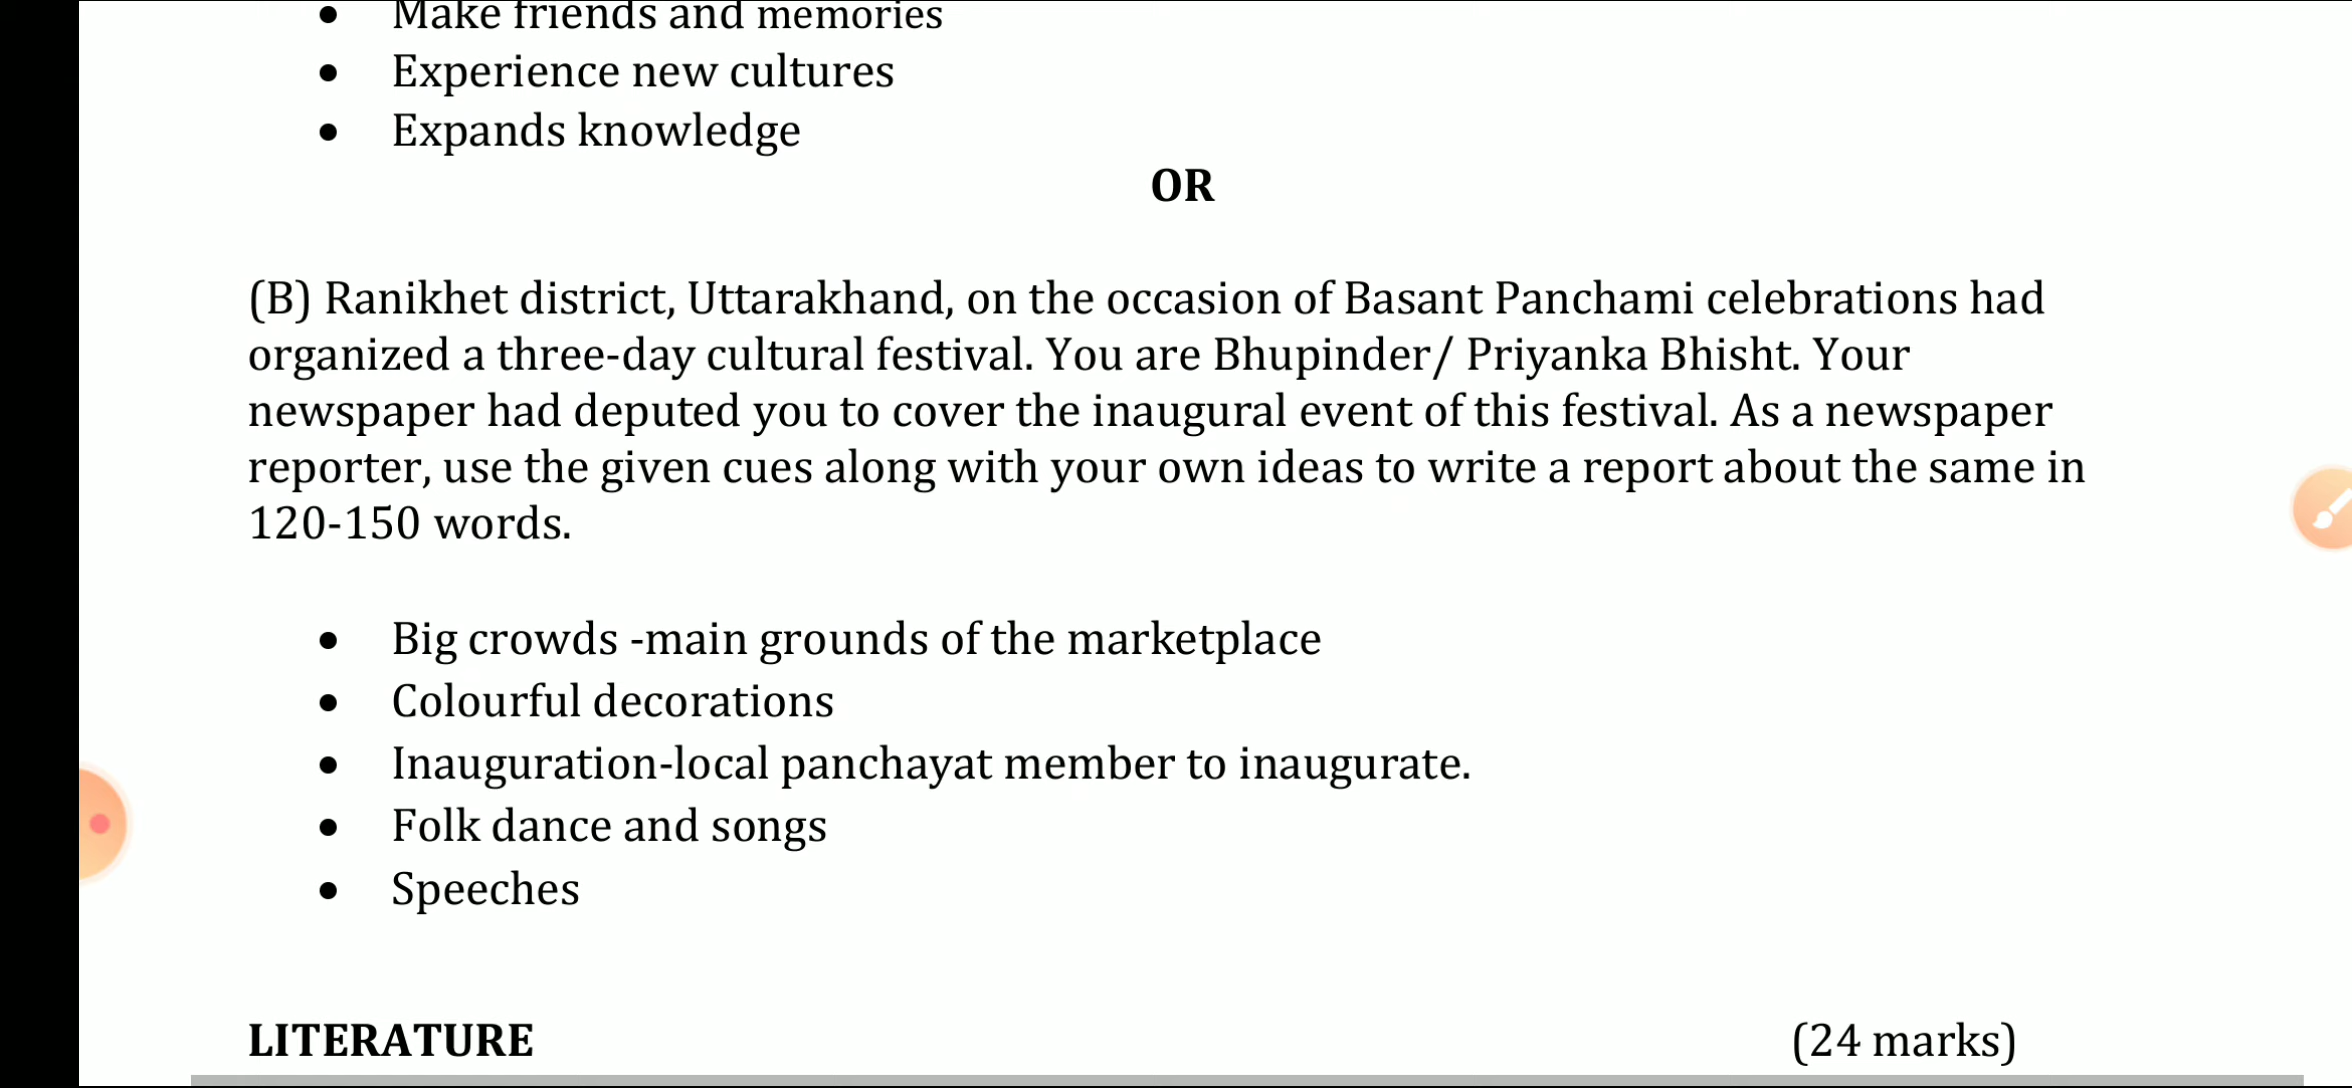 • Make friends and memories
• Experience new cultures
• Expands knowledge
OR
(B) Ranikhet district, Uttarakhand, on the occasion of Basant Panchami celebrations had
organized a three-day cultural festival. You are Bhupinder/ Priyanka Bhisht. Your
newspaper had deputed you to cover the inaugural event of this festival. As a newspaper
reporter, use the given cues along with your own ideas to write a report about the same in
120-150 words.
• Big crowds -main grounds of the marketplace
• Colourful decorations
• Inauguration-local panchayat member to inaugurate.
• Folk dance and songs
• Speeches
LITERATURE (24 marks)